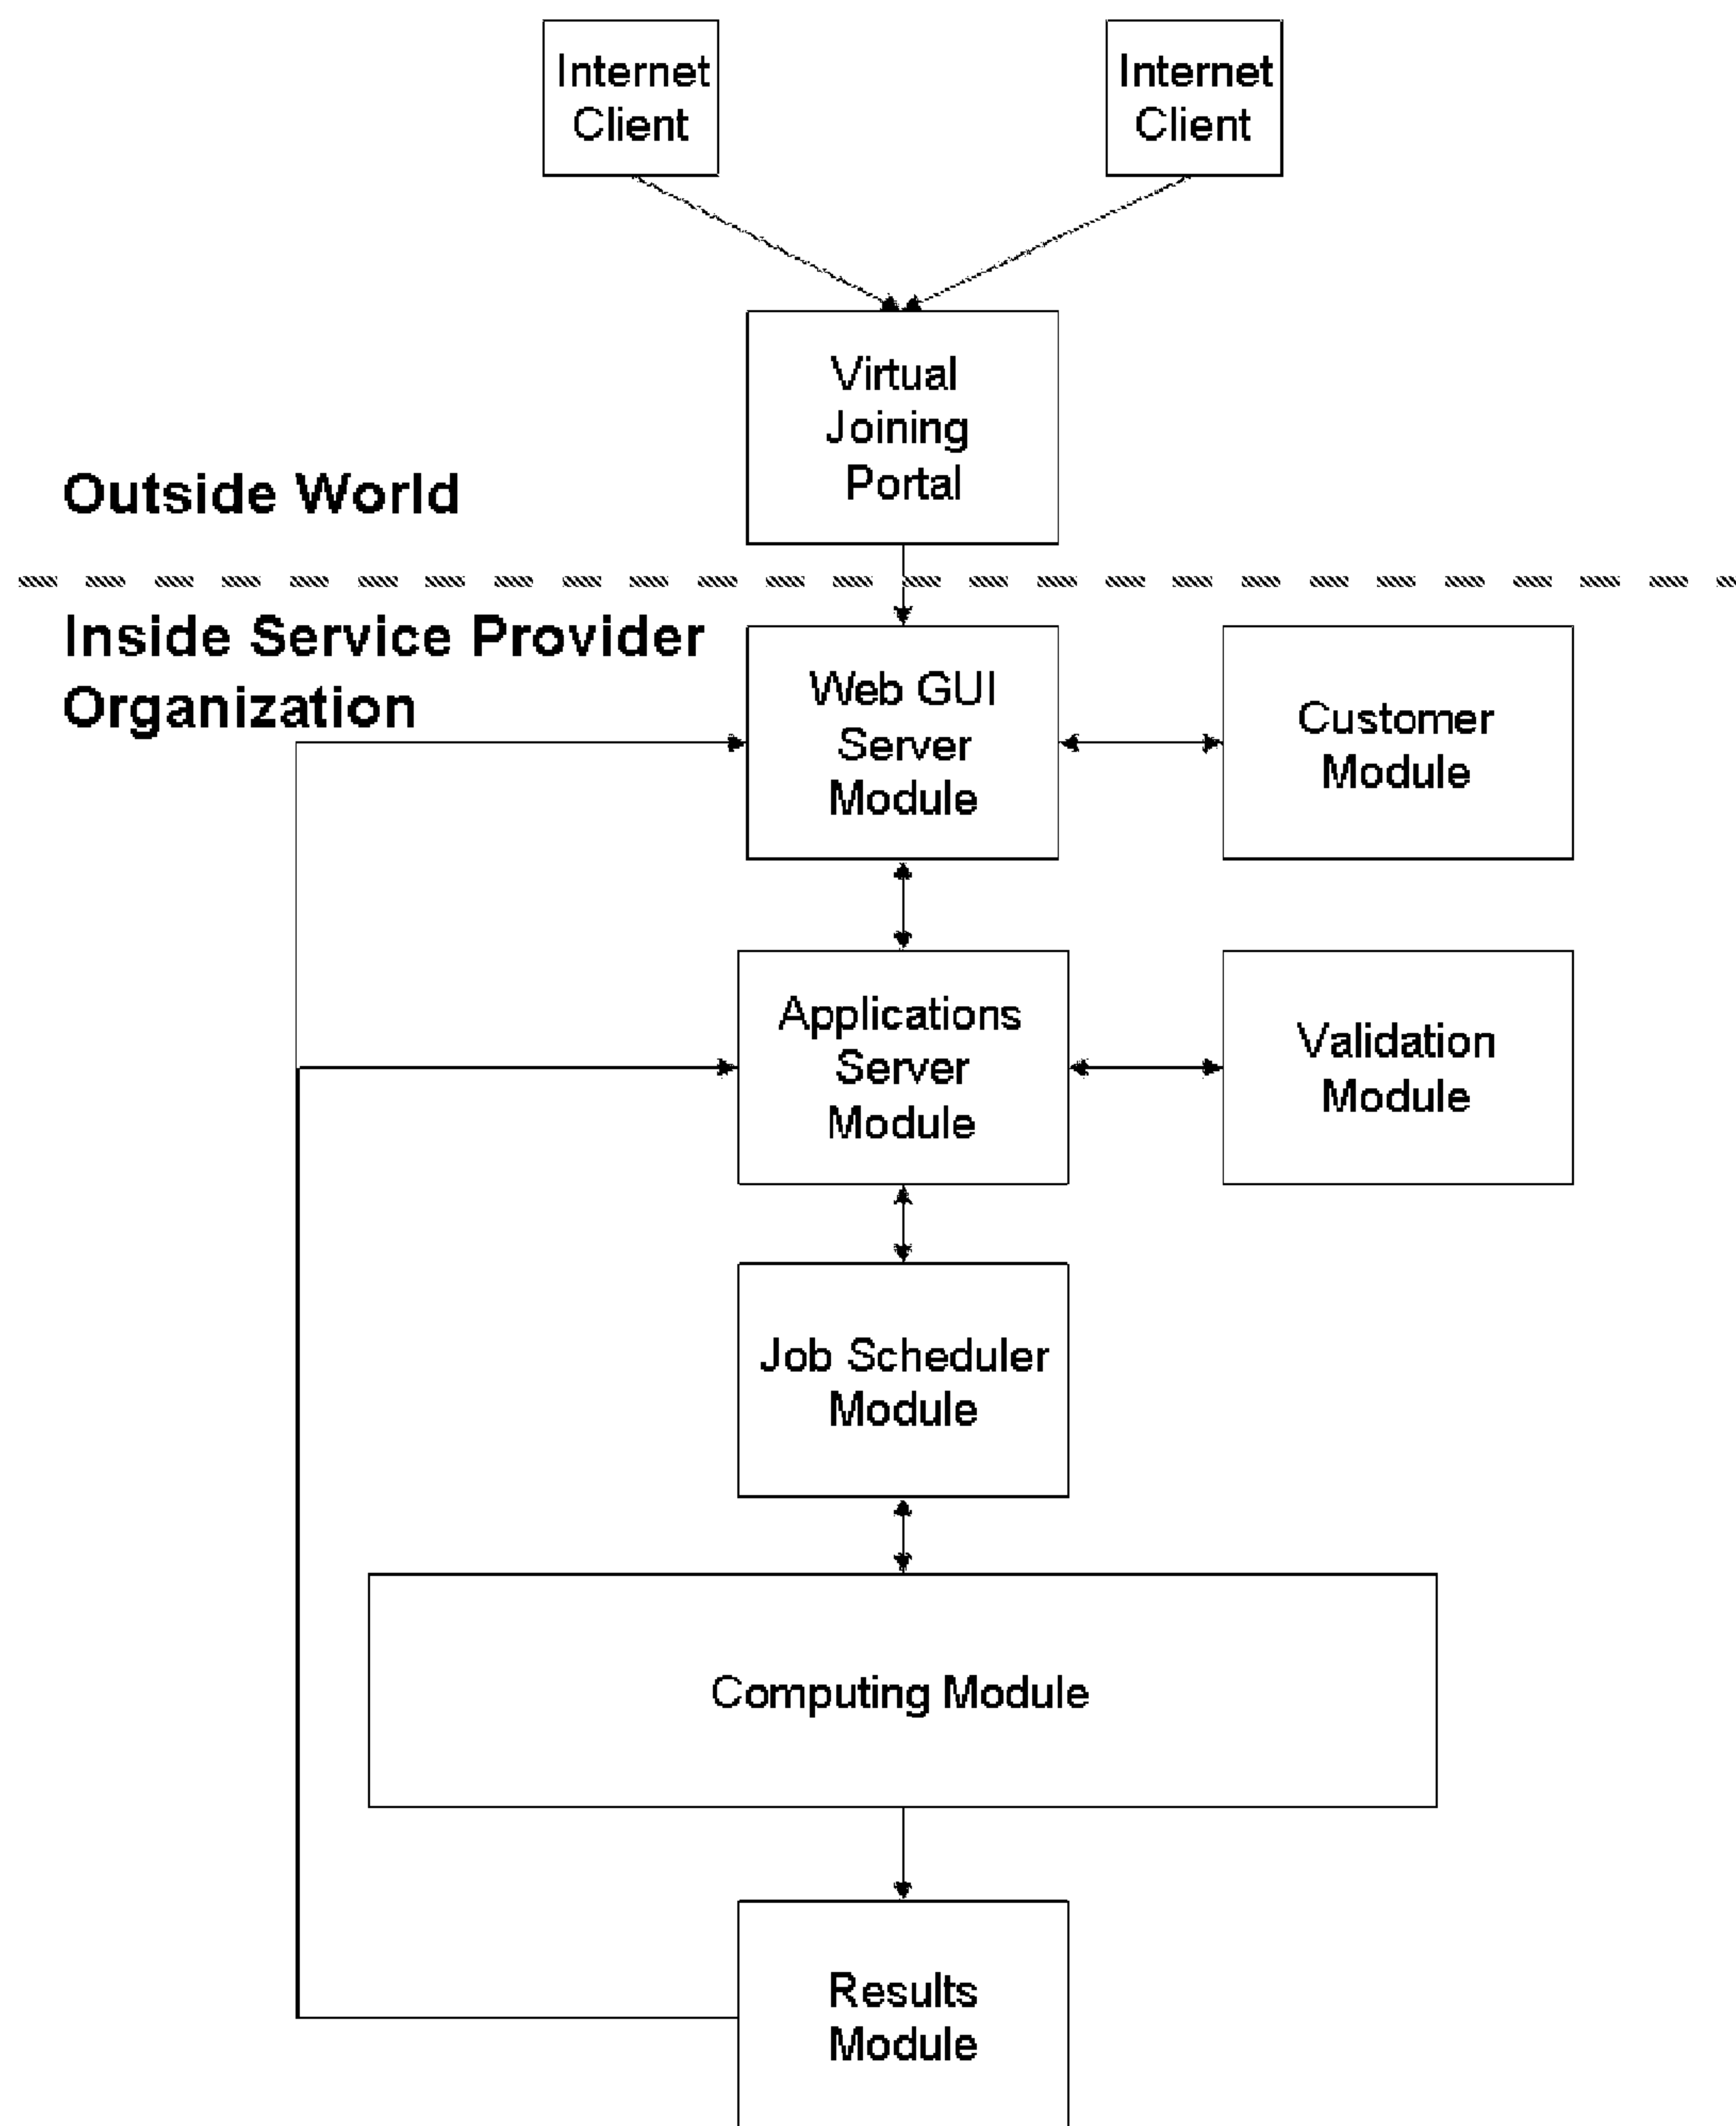 Internet
Client
Internet
Client
Virtual
Joining
Portal
Outside World
Inside Service Provider
Organization
Web GUI
Server
Module
Customer
Module
Applications
Server
Module
Validation
Module
Job Scheduler
Module
Computing Module
Results
Module